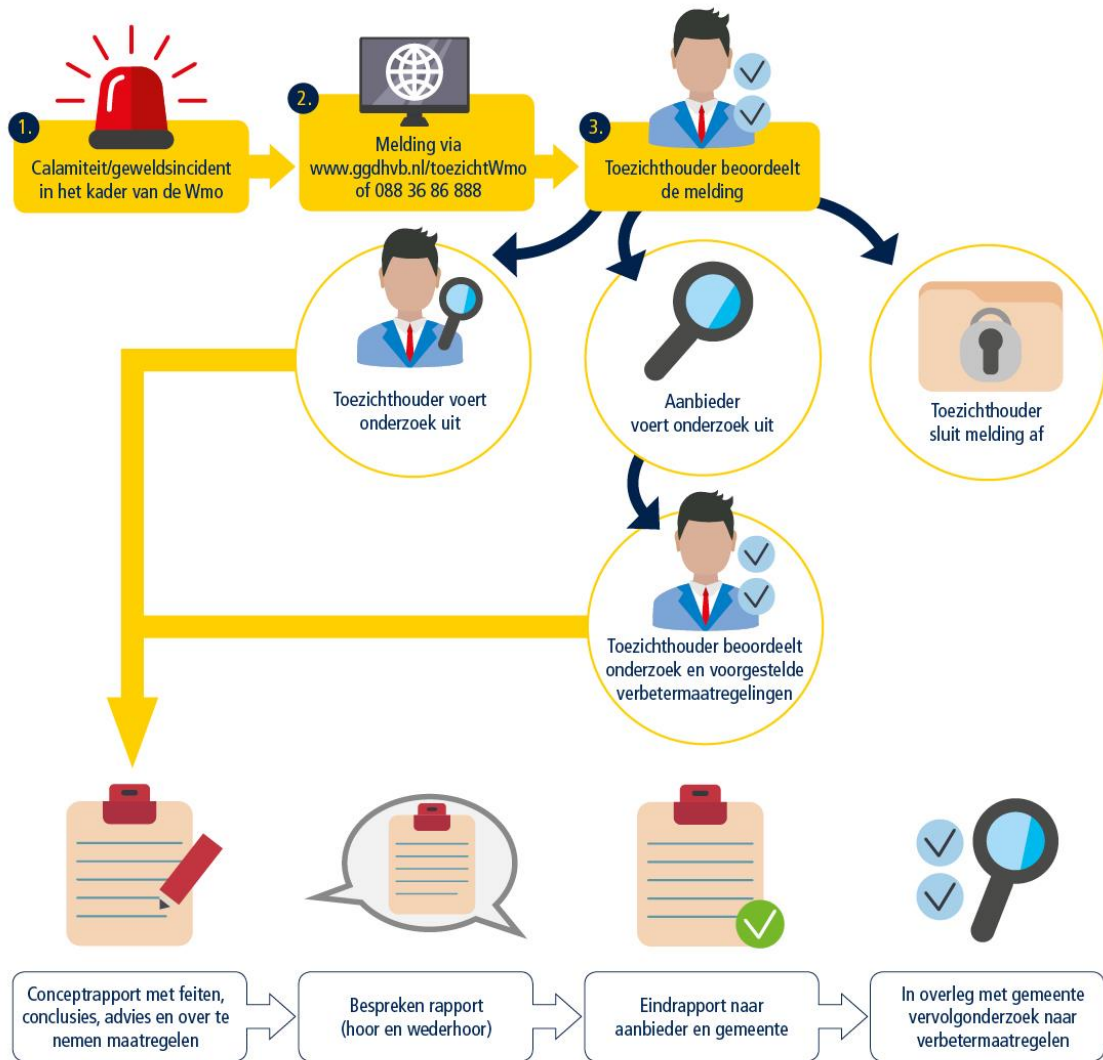 1.
Calamiteit/geweldsincident
in het kader van de Wmo
2.
Melding via
www.ggdhvb.nl/toezichtWmo
of 088 36 86 888
3.
Toezichthouder beoordeelt
de melding
Toezichthouder voert
onderzoek uit
Aanbieder
voert onderzoek uit
Toezichthouder
sluit melding af
Toezichthouder beoordeelt
onderzoek en voorgestelde
verbetermaatregelingen
Conceptrapport met feiten,
conclusies, advies en over te
nemen maatregelen
Bespreken rapport
(hoor en wederhoor)
Eindrapport naar
aanbieder en gemeente
In overleg met gemeente
vervolgonderzoek naar
verbetermaatregelen